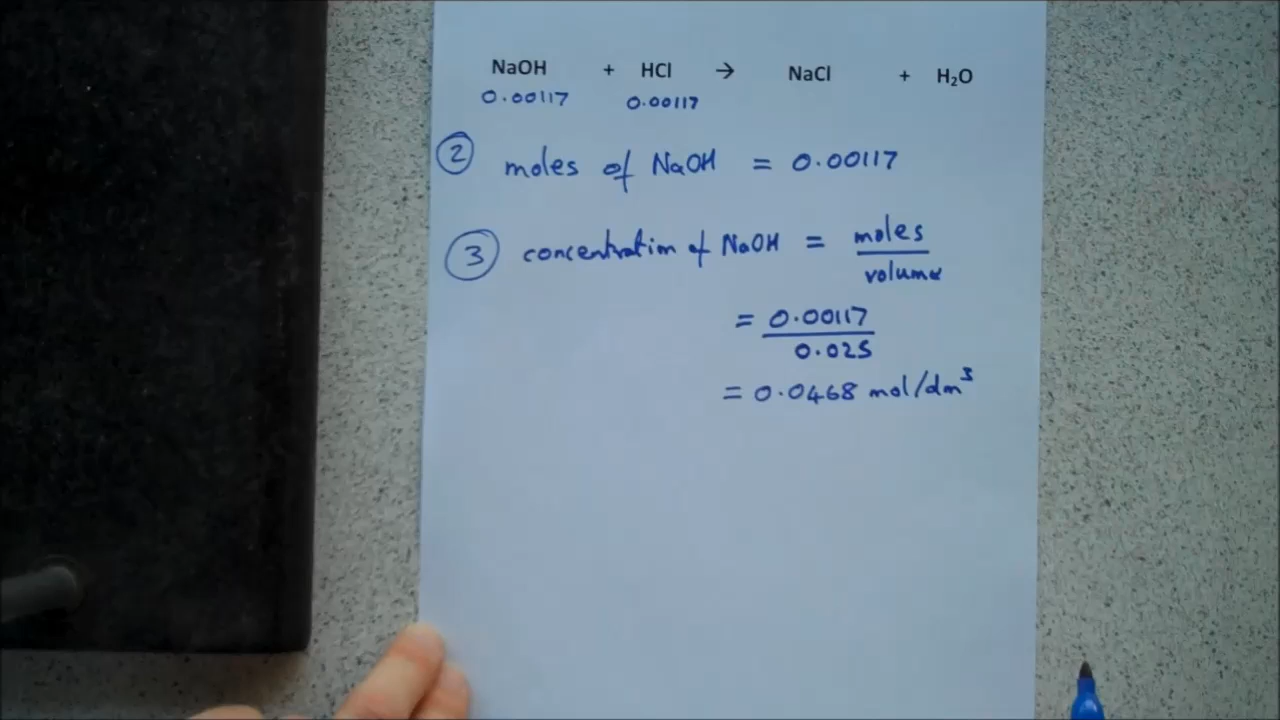 NaOH + HCl → NaCl + H₂O
0.00117 0.00117
② moles of NaOH = 0.00117
③ concentration of NaOH = moles
volume
= 0.00117
0.025
= 0.0468 mol/dm³